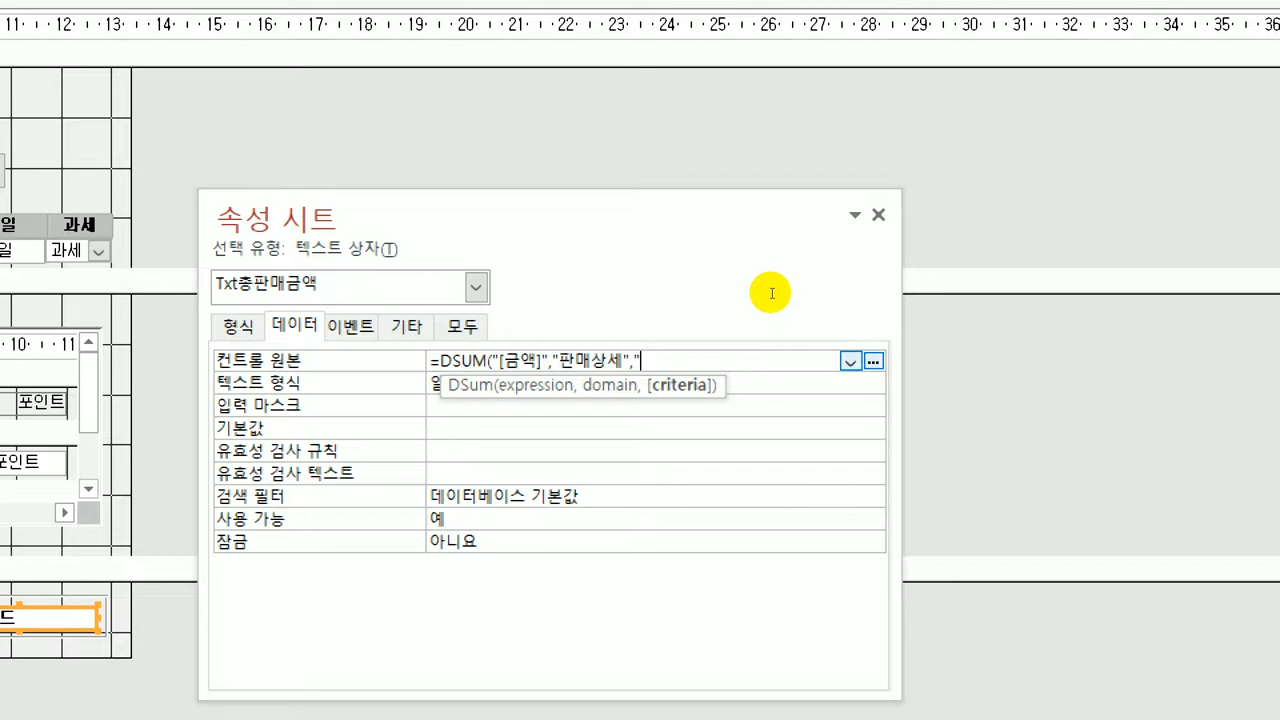 11 · 12 · 13 · 14 · 15 · 16 · 17 · 18 · 19 · 20 · 21 · 22 · 23 · 24 · 25 · 26 · 27 · 28 · 29 · 30 · 31 · 32 · 33 · 34 · 35 · 36
일 과세
일 과세
· 10 · 11
포인트
포인트
드
속성 시트
선택 유형: 텍스트 상자(T)
Txt총판매금액
형식 데이터 이벤트 기타 모두
컨트롤 원본 =DSUM("[금액]","판매상세","
텍스트 형식 일
DSum(expression, domain, [criteria])
입력 마스크
기본값
유효성 검사 규칙
유효성 검사 텍스트
검색 필터 데이터베이스 기본값
사용 가능 예
잠금 아니요